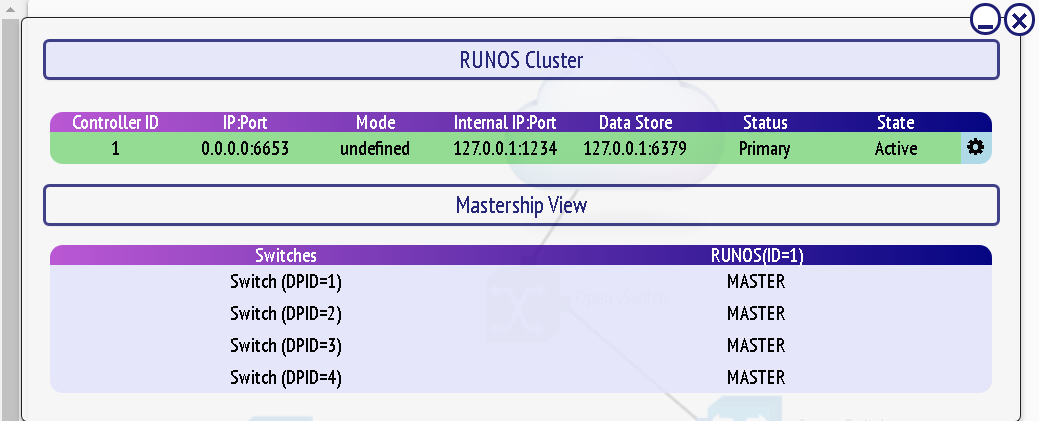 RUNOS Cluster
Controller ID IP:Port Mode Internal IP:Port Data Store Status State
1 0.0.0.0:6653 undefined 127.0.0.1:1234 127.0.0.1:6379 Primary Active
Mastership View
Switches RUNOS(ID=1)
Switch (DPID=1) MASTER
Switch (DPID=2) MASTER
Open vSwitch
Switch (DPID=3) MASTER
Switch (DPID=4) MASTER